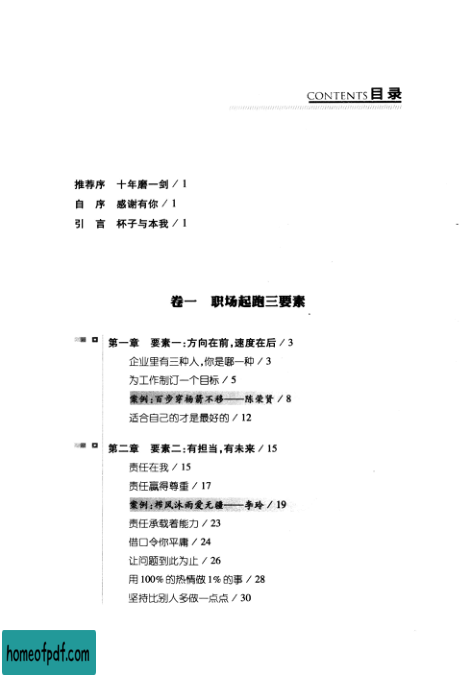 CONTENTS 目录
推荐序 十年磨一剑 / 1
自 序 感谢有你 / 1
引 言 杯子与本我 / 1
卷一 职场起跑三要素
第一章 要素一:方向在前,速度在后 / 3
企业里有三种人,你是哪一种 / 3
为工作制订一个目标 / 5
案例:百步穿杨箭不移——陈荣贤 / 8
适合自己的才是最好的 / 12
第二章 要素二:有担当,有未来 / 15
责任在我 / 15
责任赢得尊重 / 17
案例:栉风沐雨爱无疆——李玲 / 19
责任承载着能力 / 23
借口令你平庸 / 24
让问题到此为止 / 26
用100%的热情做1%的事 / 28
坚持比别人多做一点点 / 30
homeofpdf.com